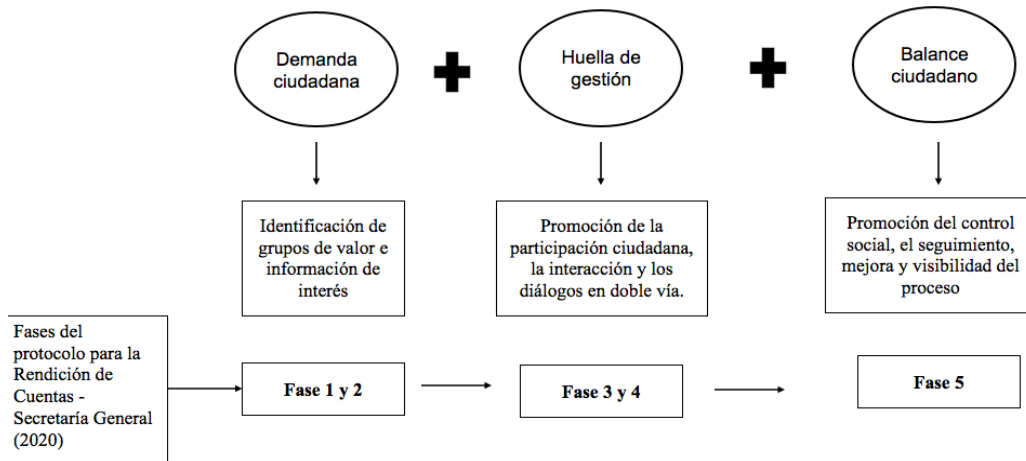 Demanda
ciudadana
Huella de
gestión
Balance
ciudadano
Identificación de
grupos de valor e
información de
interés
Promoción de la
participación ciudadana,
la interacción y los
diálogos en doble vía.
Promoción del control
social, el seguimiento,
mejora y visibilidad del
proceso
Fases del
protocolo para la
Rendición de
Cuentas -
Secretaría General
(2020)
Fase 1 y 2
Fase 3 y 4
Fase 5